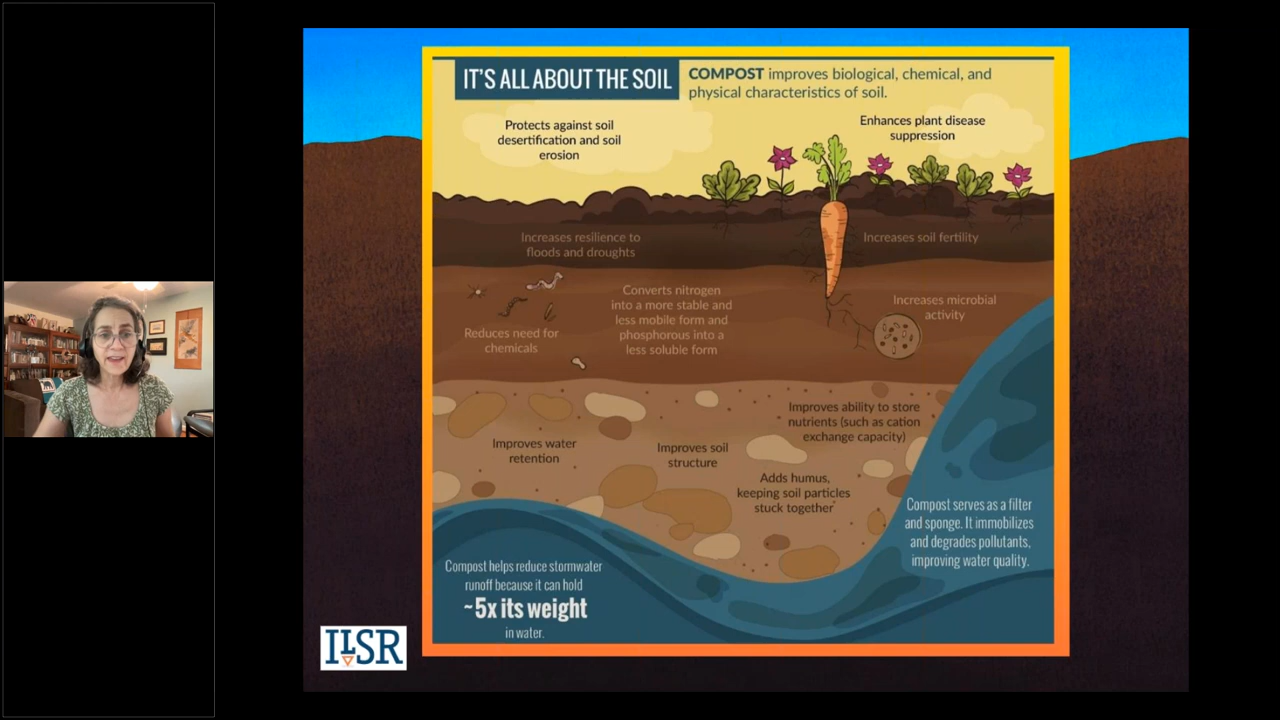 IT'S ALL ABOUT THE SOIL
COMPOST improves biological, chemical, and
physical characteristics of soil.
Protects against soil
desertification and soil
erosion
Enhances plant disease
suppression
Increases resilience to
floods and droughts
Increases soil fertility
Converts nitrogen
into a more stable and
less mobile form and
phosphorous into a
less soluble form
Increases microbial
activity
Reduces need for
chemicals
Improves ability to store
nutrients (such as cation
exchange capacity)
Improves water
retention
Improves soil
structure
Adds humus,
keeping soil particles
stuck together
Compost serves as a filter
and sponge. It immobilizes
and degrades pollutants,
improving water quality.
Compost helps reduce stormwater
runoff because it can hold
~5x its weight
in water.
ILSR